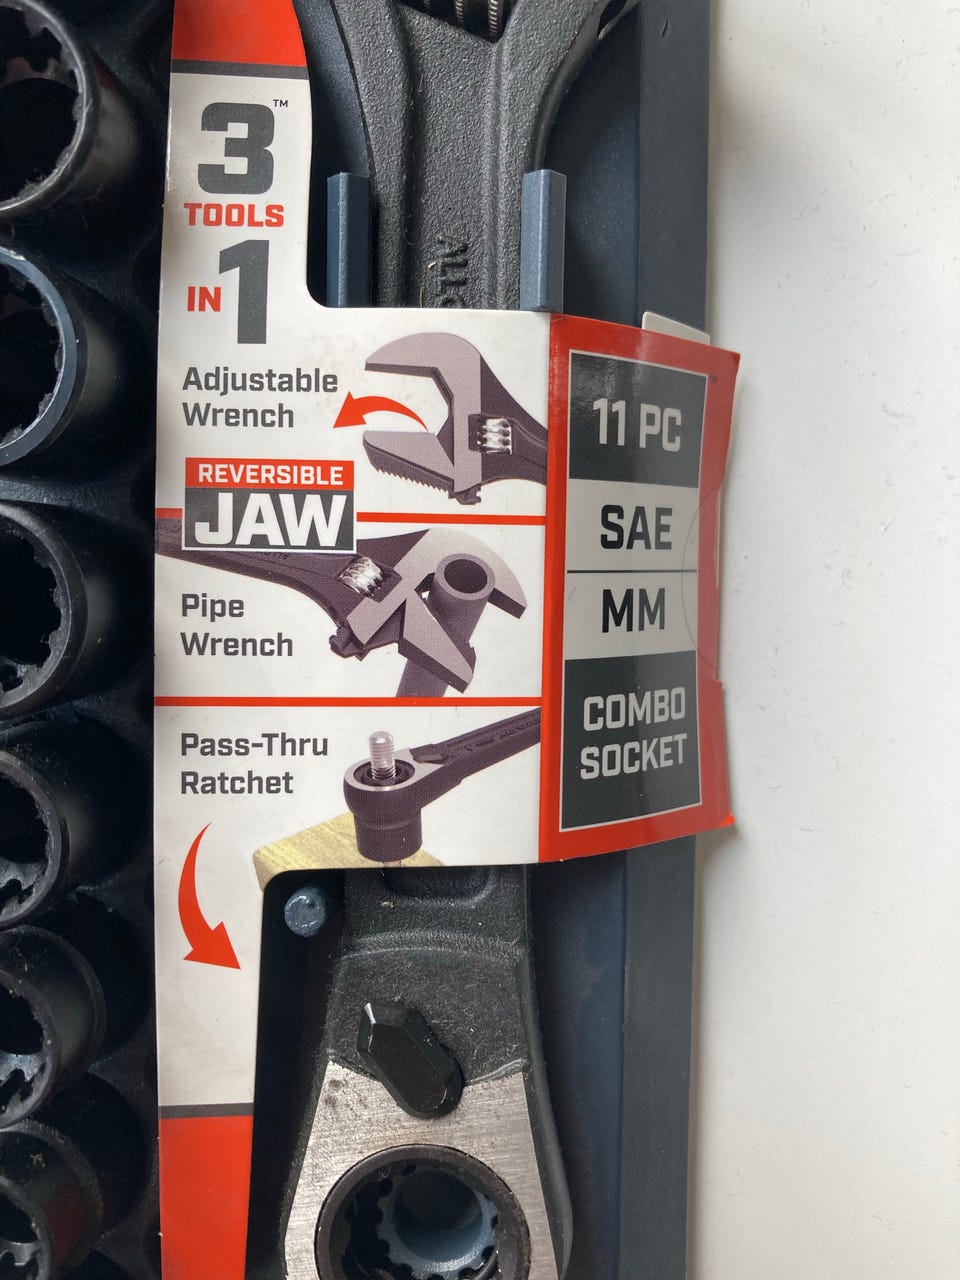 3™
TOOLS
IN 1
Adjustable
Wrench
REVERSIBLE
JAW
Pipe
Wrench
Pass-Thru
Ratchet
11 PC
SAE
MM
COMBO
SOCKET